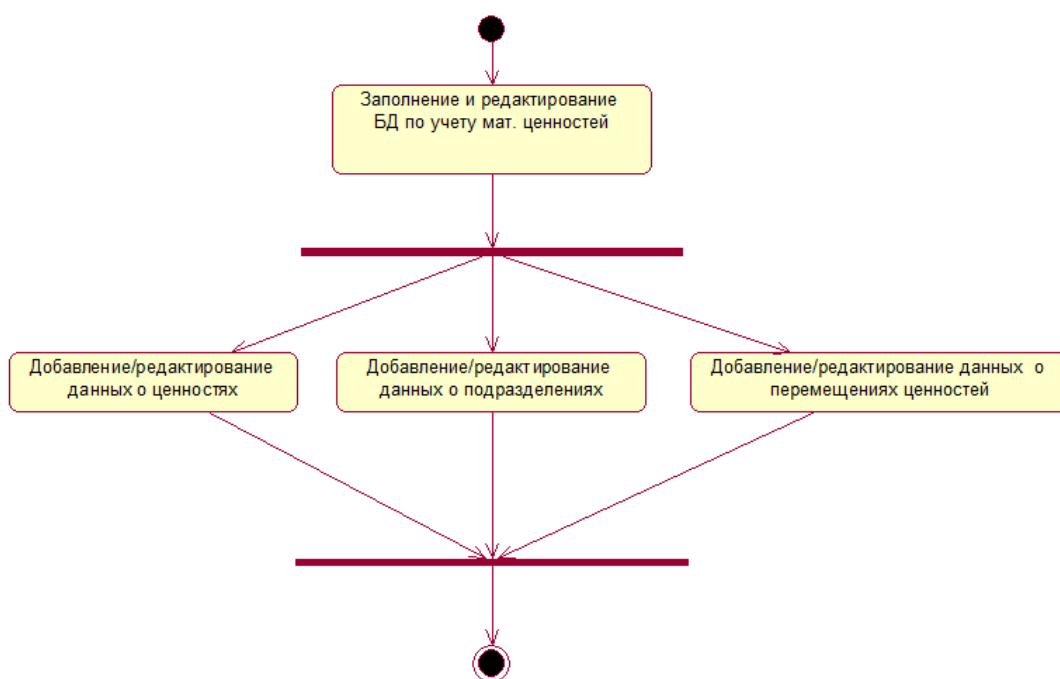 Заполнение и редактирование
БД по учету мат. ценностей
Добавление/редактирование
данных о ценностях
Добавление/редактирование
данных о подразделениях
Добавление/редактирование данных о
перемещениях ценностей